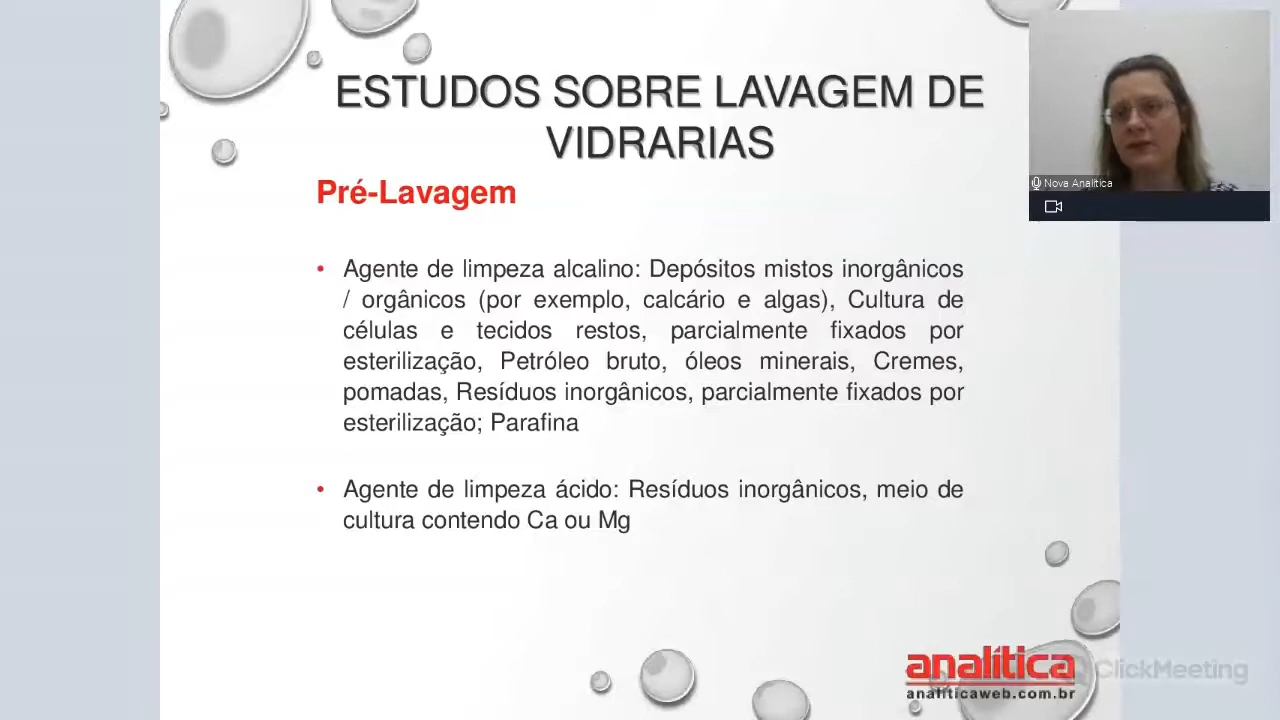 ESTUDOS SOBRE LAVAGEM DE
VIDRARIAS
Nova Analítica
Pré-Lavagem
• Agente de limpeza alcalino: Depósitos mistos inorgânicos
/ orgânicos (por exemplo, calcário e algas), Cultura de
células e tecidos restos, parcialmente fixados por
esterilização, Petróleo bruto, óleos minerais, Cremes,
pomadas, Resíduos inorgânicos, parcialmente fixados por
esterilização; Parafina
• Agente de limpeza ácido: Resíduos inorgânicos, meio de
cultura contendo Ca ou Mg
analítica
analiticaweb.com.br
ClickMeeting